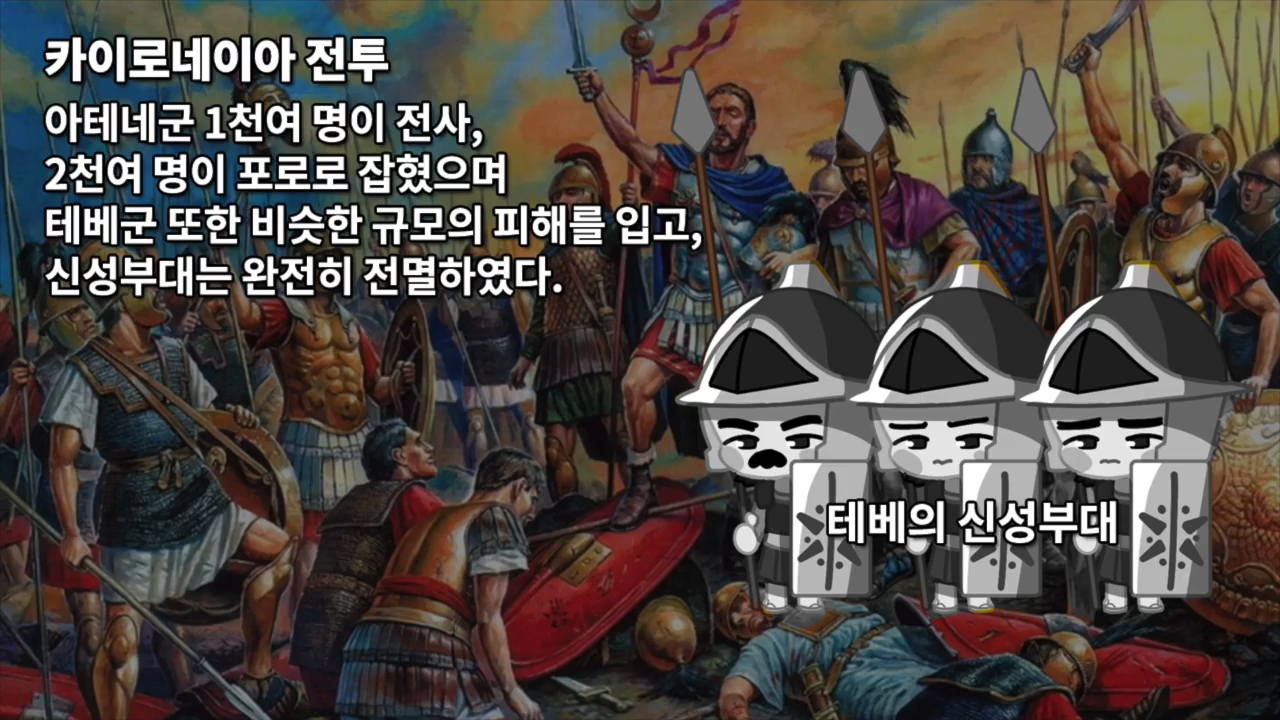 카이로네이아 전투
아테네군 1천여 명이 전사,
2천여 명이 포로로 잡혔으며
테베군 또한 비슷한 규모의 피해를 입고,
신성부대는 완전히 전멸하였다.
테베의 신성부대